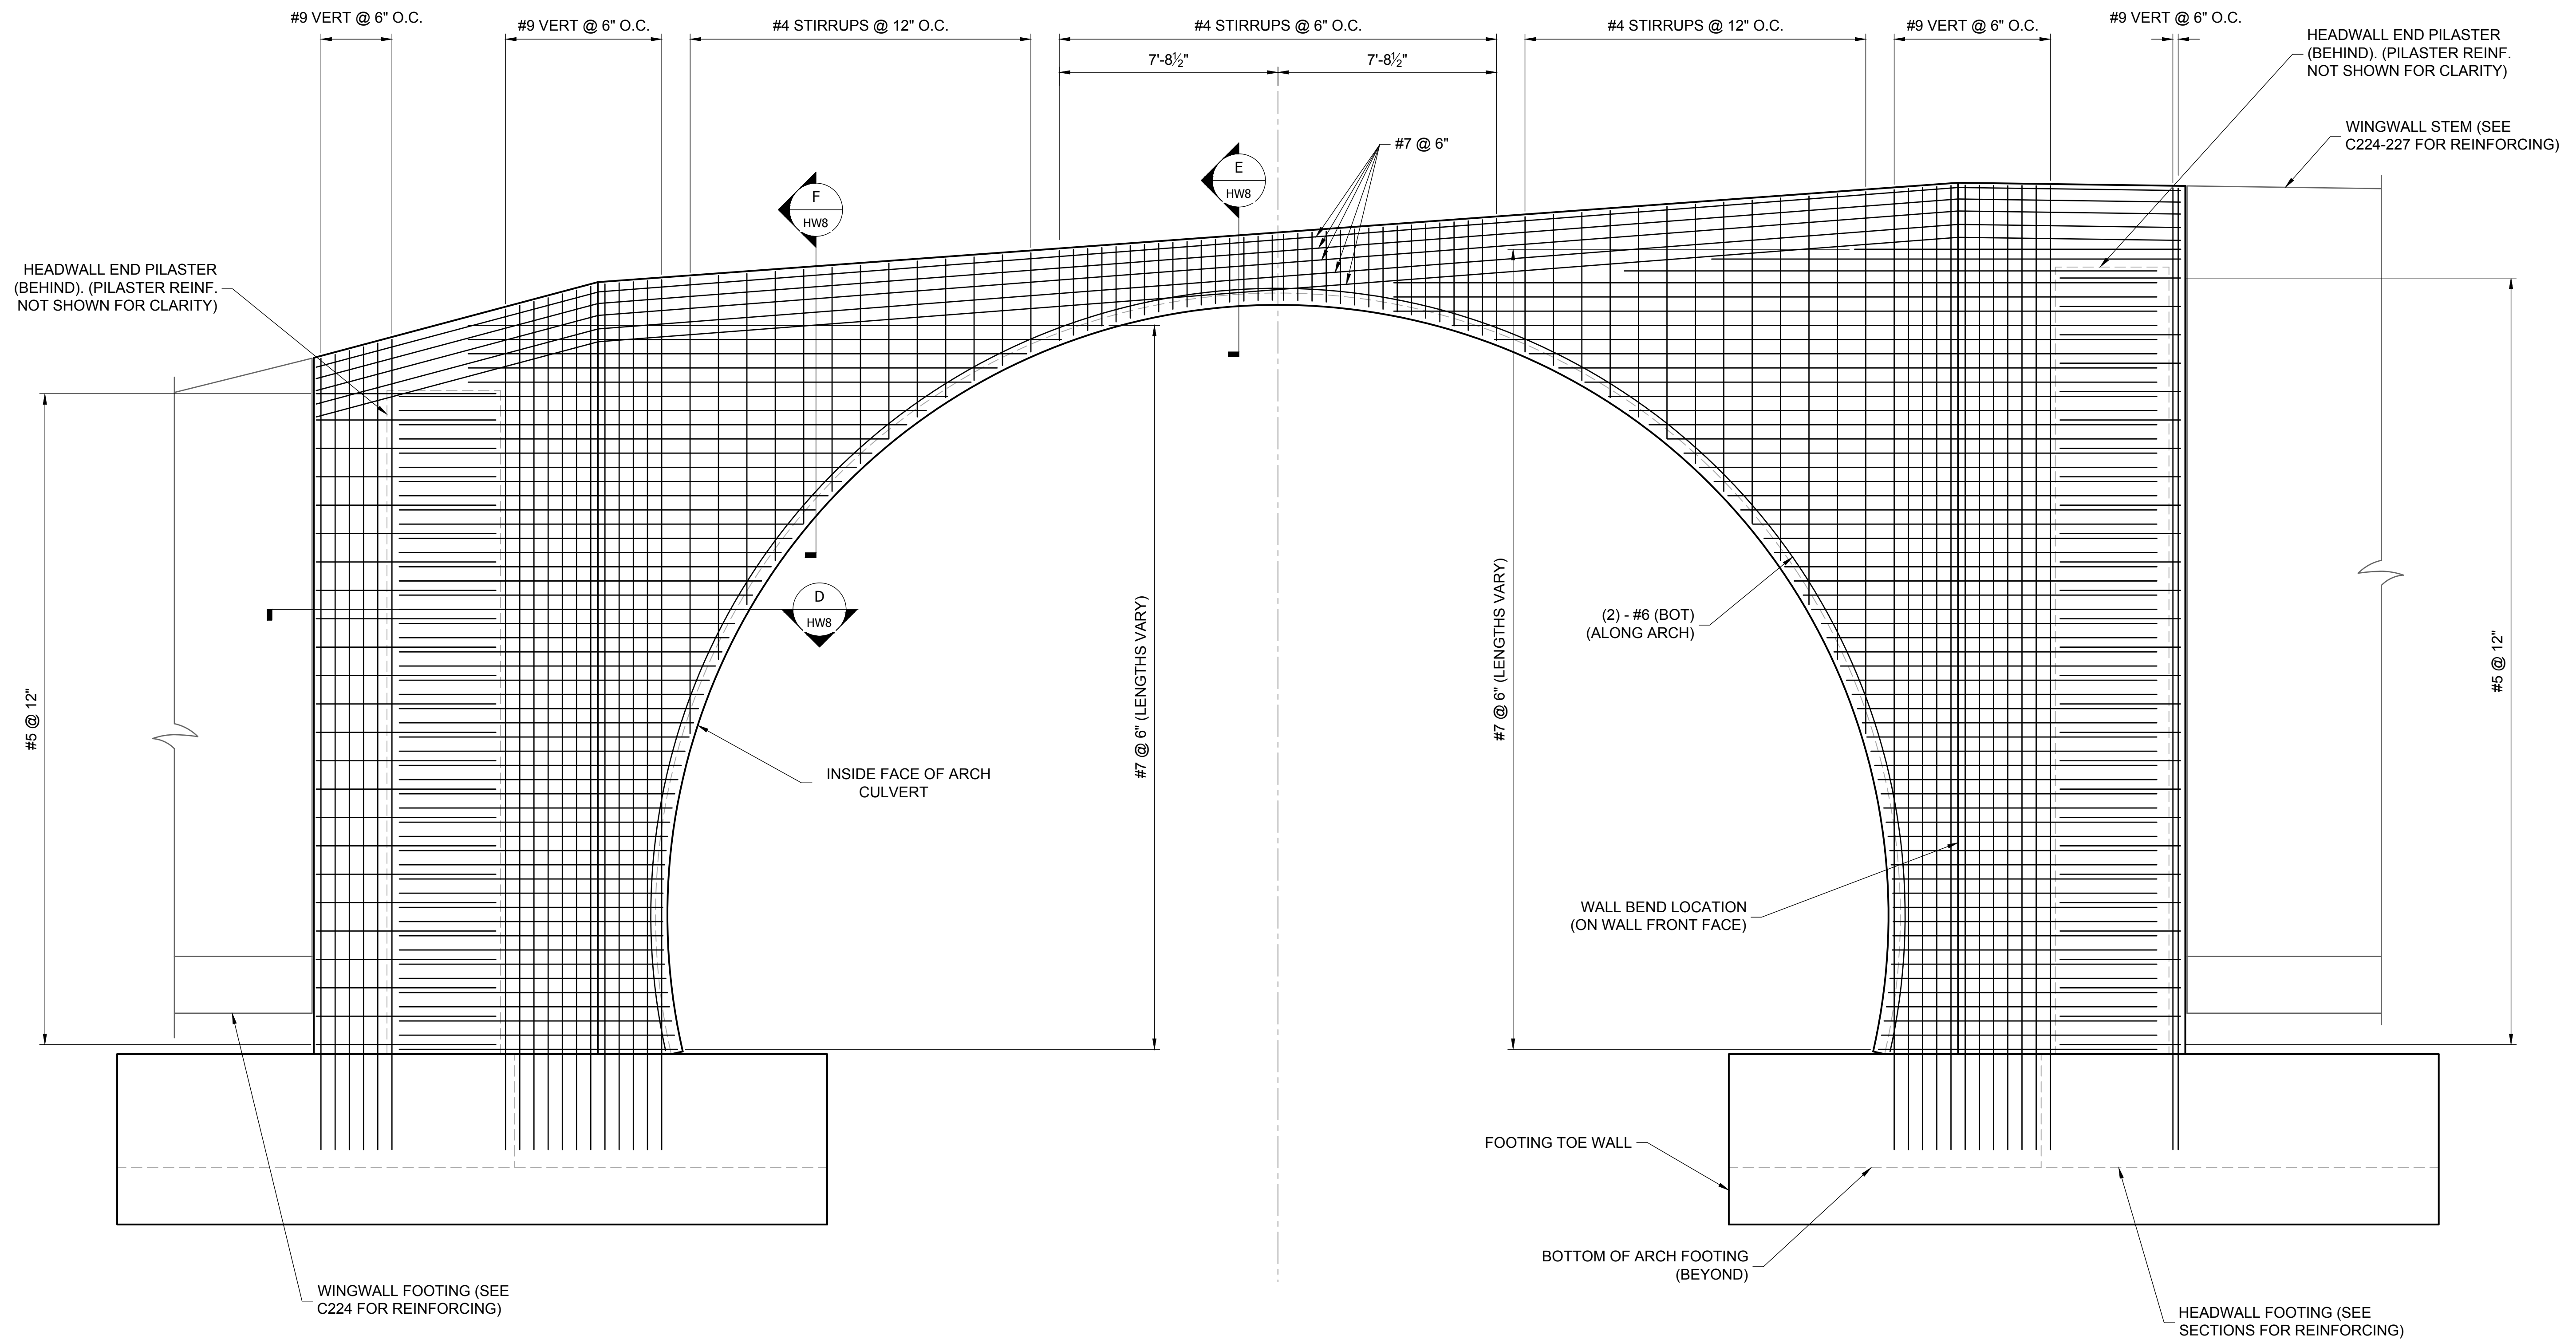 #9 VERT @ 6" O.C.
#9 VERT @ 6" O.C.
#4 STIRRUPS @ 12" O.C.
#4 STIRRUPS @ 6" O.C.
#4 STIRRUPS @ 12" O.C.
#9 VERT @ 6" O.C.
#9 VERT @ 6" O.C.
7'-8½"
7'-8½"
HEADWALL END PILASTER
(BEHIND). (PILASTER REINF.
NOT SHOWN FOR CLARITY)
WINGWALL STEM (SEE
C224-227 FOR REINFORCING)
#7 @ 6"
E
HW8
F
HW8
HEADWALL END PILASTER
(BEHIND). (PILASTER REINF.
NOT SHOWN FOR CLARITY)
D
HW8
(2) - #6 (BOT)
(ALONG ARCH)
#5 @ 12"
#7 @ 6" (LENGTHS VARY)
#7 @ 6" (LENGTHS VARY)
#5 @ 12"
INSIDE FACE OF ARCH
CULVERT
WALL BEND LOCATION
(ON WALL FRONT FACE)
FOOTING TOE WALL
BOTTOM OF ARCH FOOTING
(BEYOND)
WINGWALL FOOTING (SEE
C224 FOR REINFORCING)
HEADWALL FOOTING (SEE
SECTIONS FOR REINFORCING)